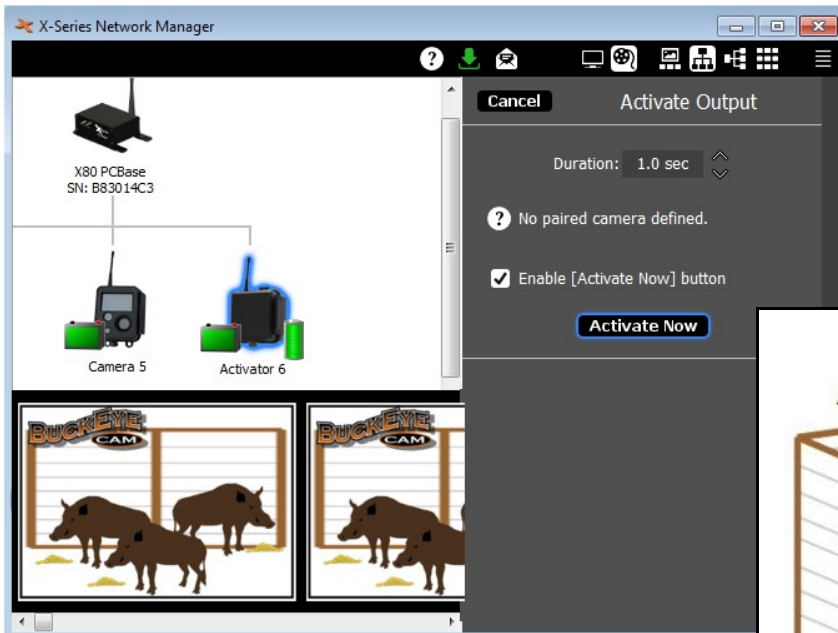 X-Series Network Manager
Cancel
Activate Output
X80 PCBase
SN: B83014C3
Duration: 1.0 sec
? No paired camera defined.
Enable [Activate Now] button
Activate Now
Camera 5
Activator 6
BUCKEYE
CAM
BUCKEYE
CAM